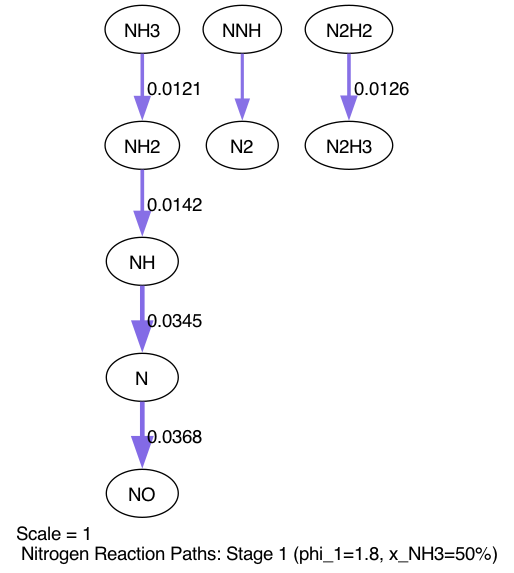 NH3 NNH N2H2
0.0121 0.0126
NH2 N2 N2H3
0.0142
NH
0.0345
N
0.0368
NO
Scale = 1
Nitrogen Reaction Paths: Stage 1 (phi_1=1.8, x_NH3=50%)